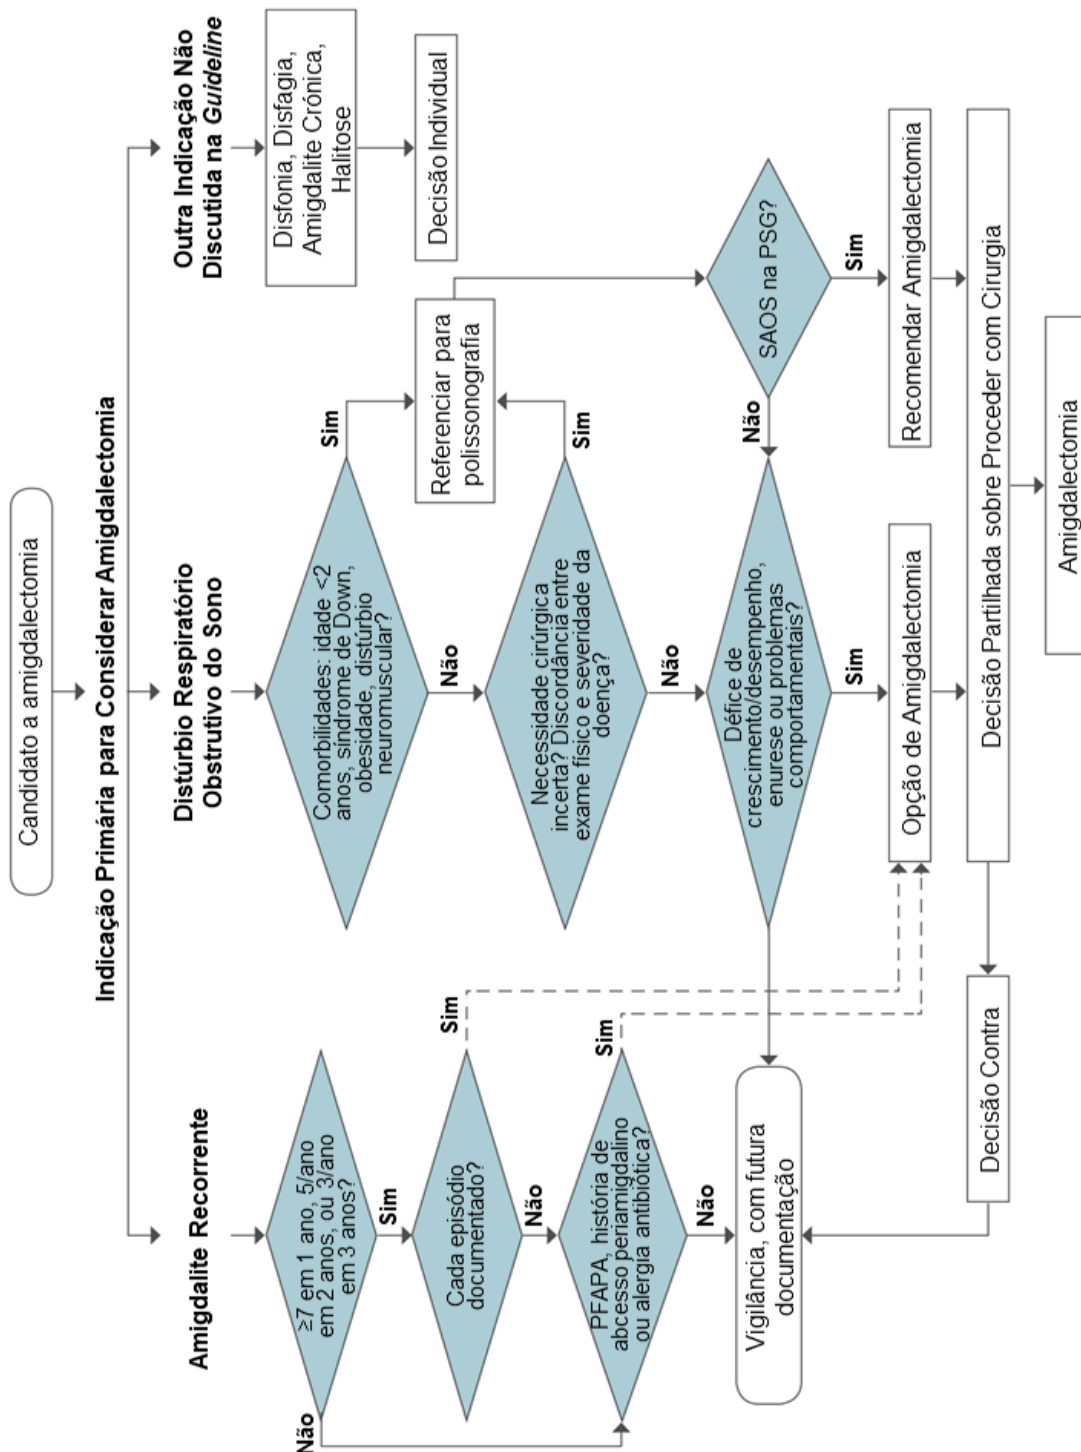 Candidato a amigdalectomia
Indicação Primária para Considerar Amigdalectomia
Amigdalite Recorrente
≥7 em 1 ano, 5/ano
em 2 anos, ou 3/ano
em 3 anos?
Não
Sim
Cada episódio
documentado?
Sim
Não
PFAPA, história de
abcesso periamigdalino
ou alergia antibiótica?
Sim
Não
Vigilância, com futura
documentação
Distúrbio Respiratório
Obstrutivo do Sono
Comorbilidades: idade <2
anos, síndrome de Down,
obesidade, distúrbio
neuromuscular?
Sim
Não
Necessidade cirúrgica
incerta? Discordância entre
exame físico e severidade da
doença?
Sim
Não
Referenciar para
polissonografia
SAOS na PSG?
Não
Sim
Défice de
crescimento/desempenho,
enurese ou problemas
comportamentais?
Sim
Opção de Amigdalectomia
Recomendar Amigdalectomia
Decisão Partilhada sobre Proceder com Cirurgia
Decisão Contra
Amigdalectomia
Outra Indicação Não
Discutida na Guideline
Disfonia, Disfagia,
Amigdalite Crónica,
Halitose
Decisão Individual